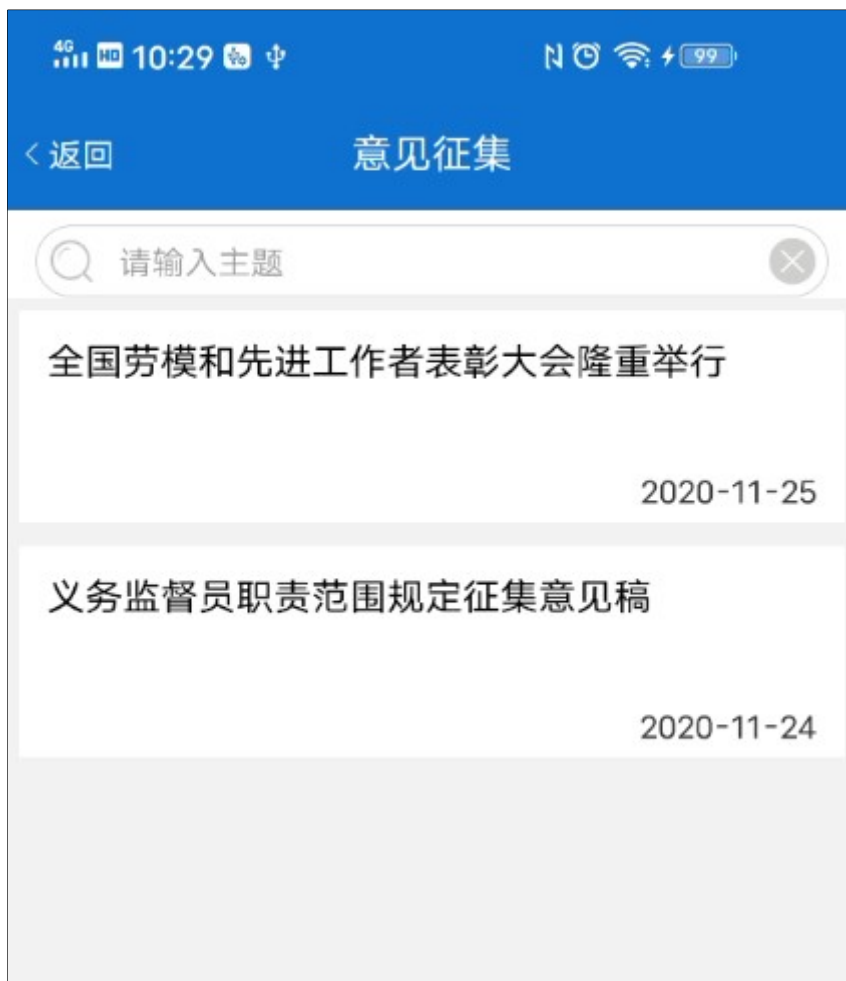 4G HD 10:29 99
返回 意见征集
请输入主题
全国劳模和先进工作者表彰大会隆重举行
2020-11-25
义务监督员职责范围规定征集意见稿
2020-11-24